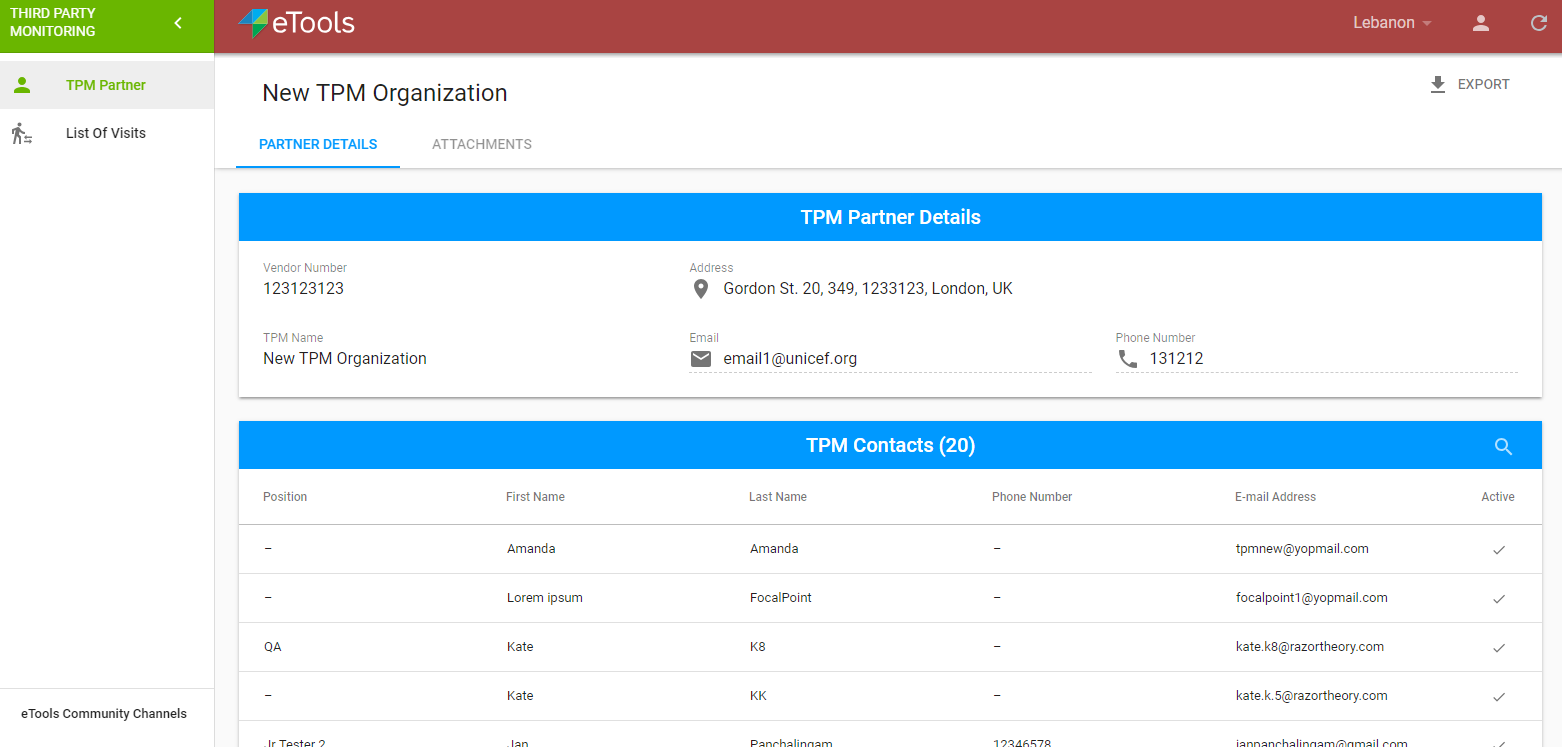 THIRD PARTY
MONITORING
eTools
Lebanon
TPM Partner
List Of Visits
eTools Community Channels
New TPM Organization
EXPORT
PARTNER DETAILS ATTACHMENTS
TPM Partner Details
Vendor Number Address
123123123 Gordon St. 20, 349, 1233123, London, UK
TPM Name Email Phone Number
New TPM Organization email1@unicef.org 131212
TPM Contacts (20)
Position First Name Last Name Phone Number E-mail Address Active
– Amanda Amanda – tpmnew@yopmail.com
– Lorem ipsum FocalPoint – focalpoint1@yopmail.com
QA Kate K8 – kate.k8@razortheory.com
– Kate KK – kate.k.5@razortheory.com
Jr Tester 2 Jan Panchalingam 12346578 janpanchalingam@gmail.com